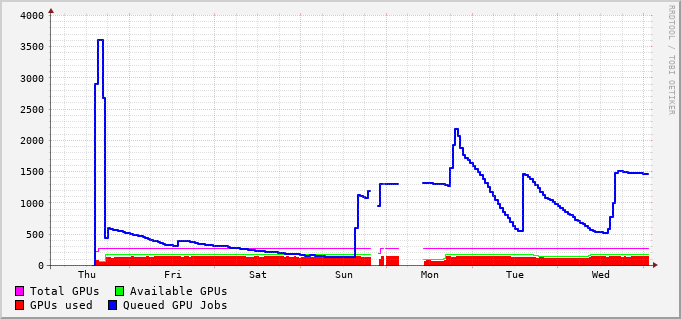 RRDTOOL / TOBI OETIKER
4000
3500
3000
2500
2000
1500
1000
500
0
Thu Fri Sat Sun Mon Tue Wed
Total GPUs Available GPUs
GPUs used Queued GPU Jobs